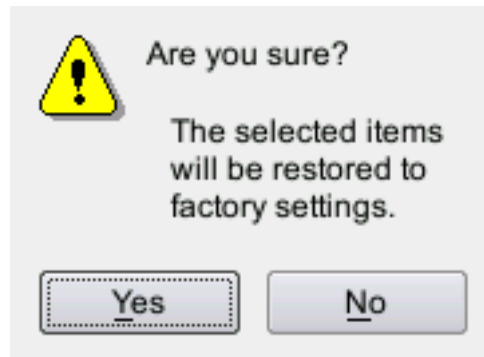 Are you sure?
The selected items
will be restored to
factory settings.
Yes
No